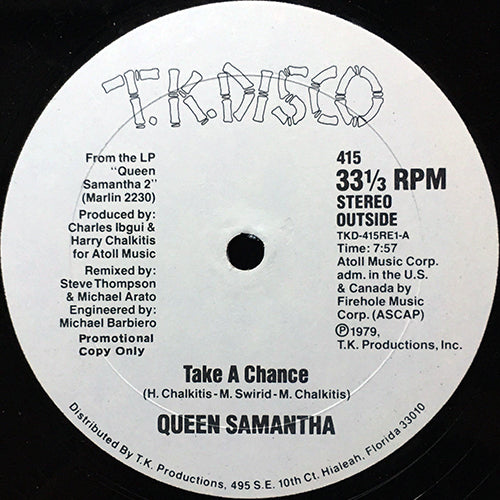 T.K.DISCO
From the LP
"Queen
Samantha 2"
(Marlin 2230)
Produced by:
Charles Ibgui &
Harry Chalkitis
for Atoll Music
Remixed by:
Steve Thompson
& Michael Arato
Engineered by:
Michael Barbiero
Promotional
Copy Only
415
33 1/3 RPM
STEREO
OUTSIDE
TKD-415RE1-A
Time: 7:57
Atoll Music Corp.
adm. in the U.S.
& Canada by
Firehole Music
Corp. (ASCAP)
Ⓟ1979,
T.K. Productions, Inc.
Take A Chance
(H. Chalkitis - M. Swirid - M. Chalkitis)
QUEEN SAMANTHA
Distributed By T.K. Productions, 495 S.E. 10th Ct. Hialeah, Florida 33010